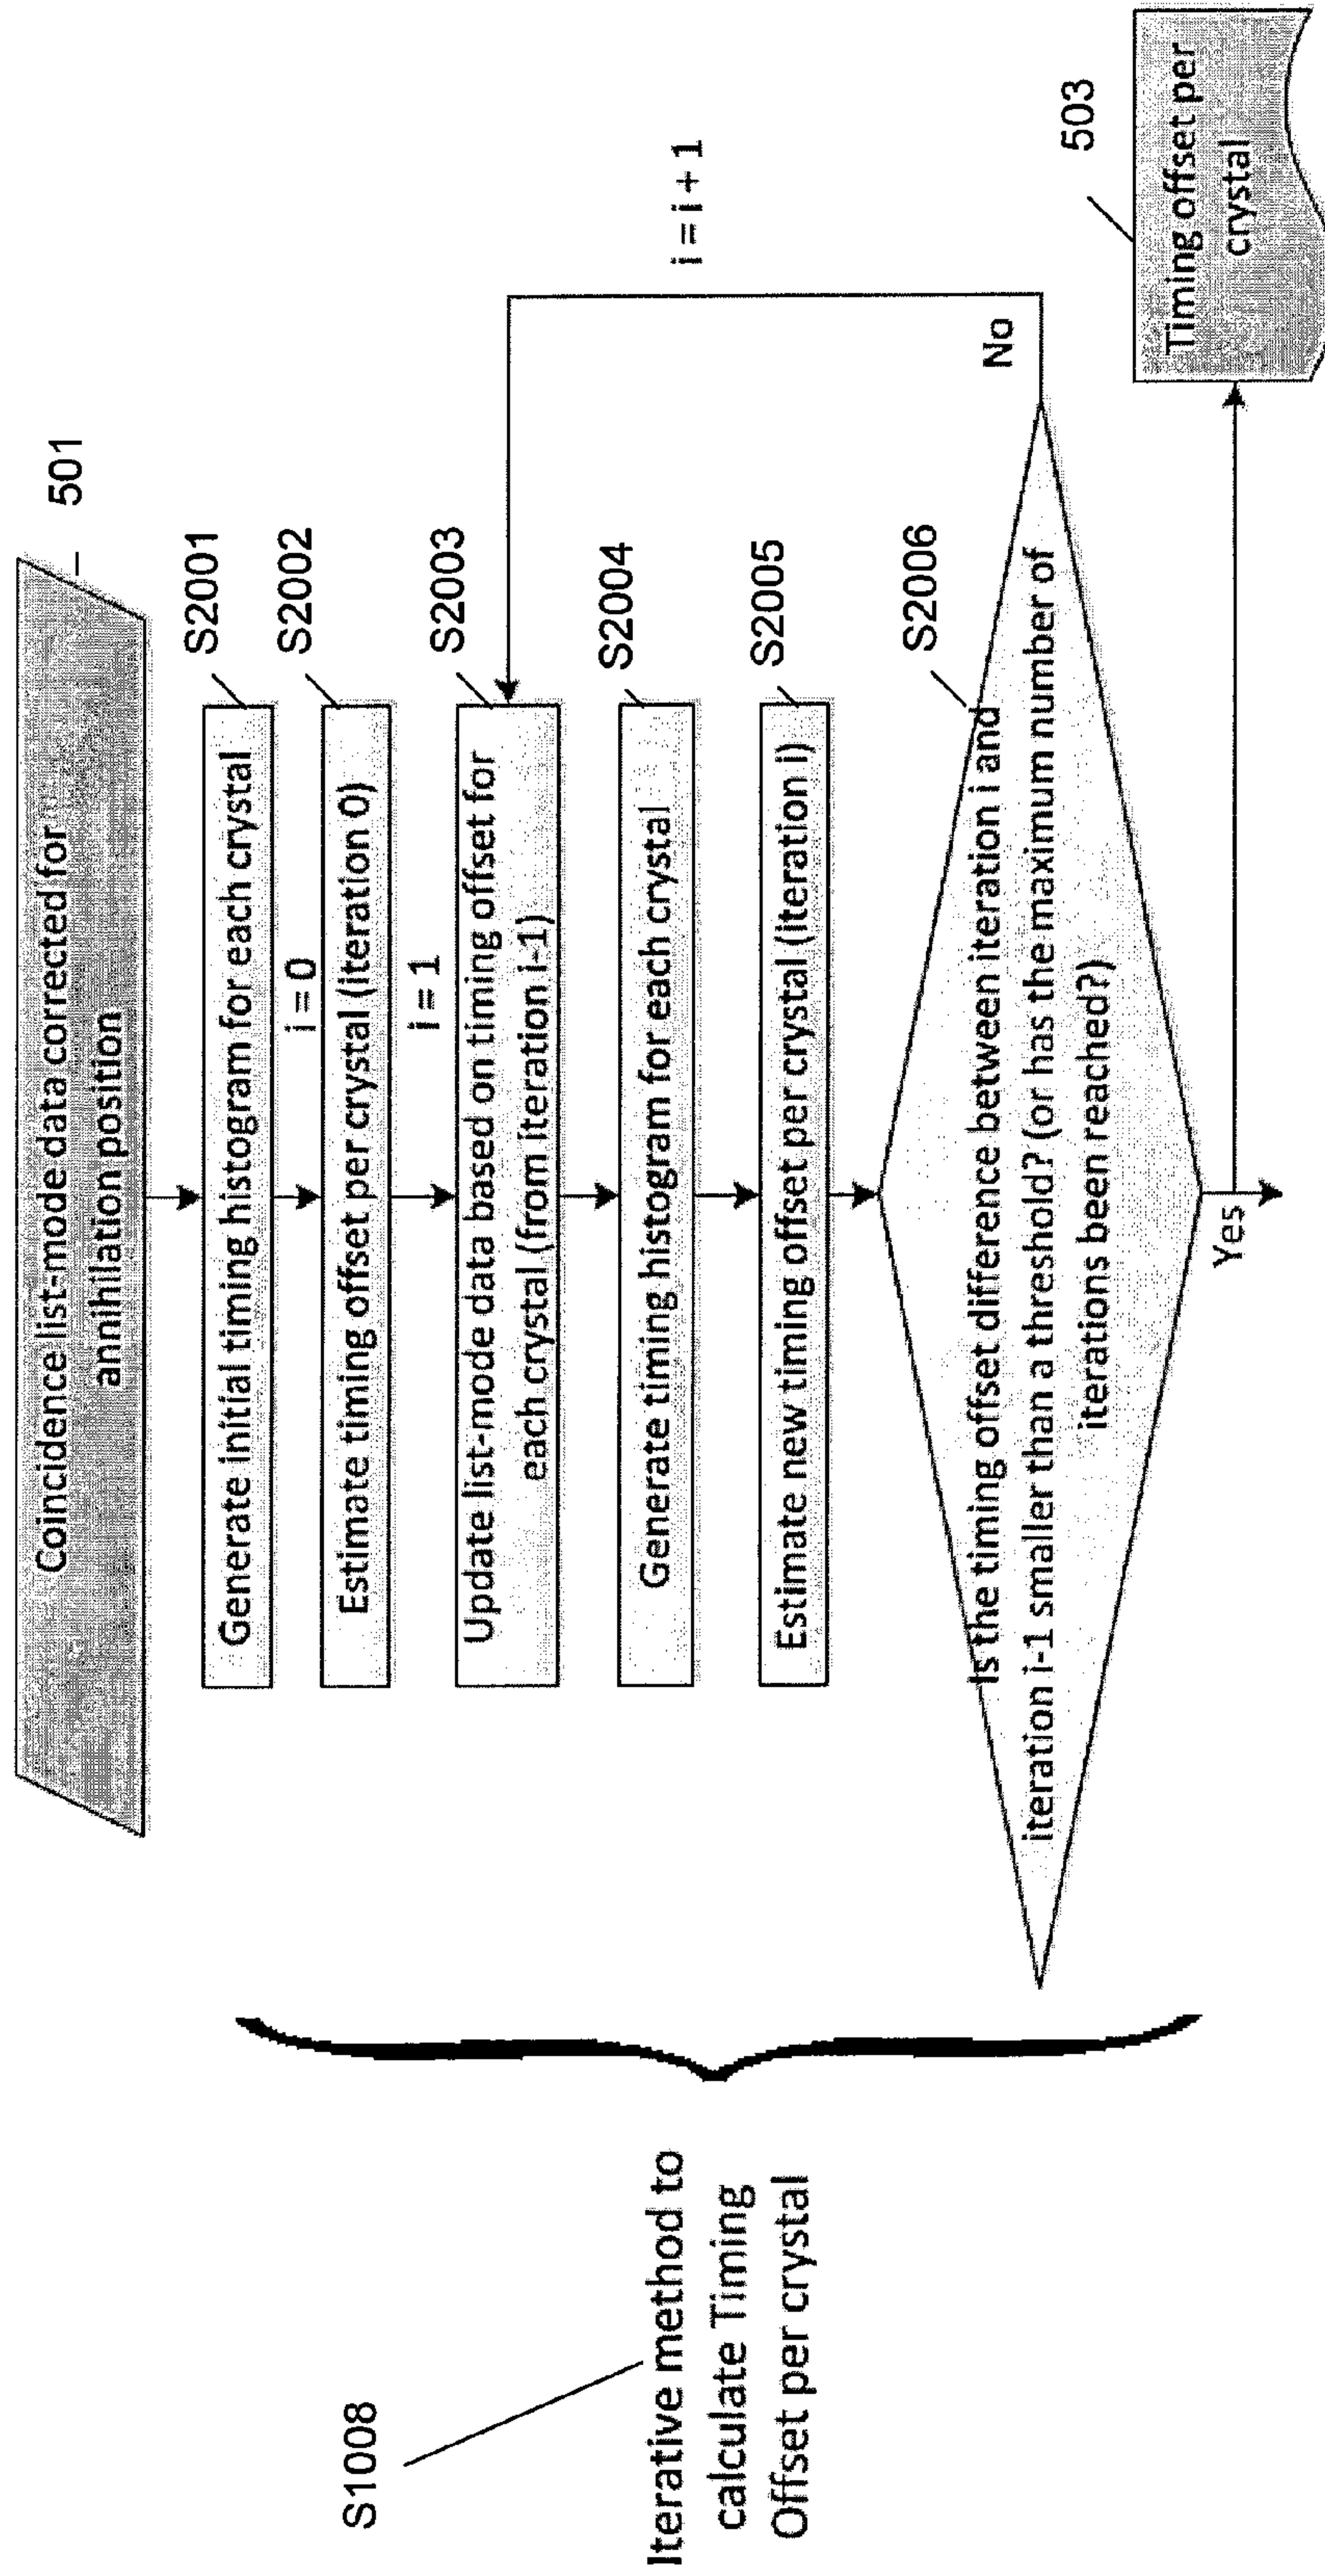 Coincidence list-mode data corrected for
annihilation position
501
Generate initial timing histogram for each crystal
S2001
i = 0
Estimate timing offset per crystal (iteration 0)
S2002
i = 1
Update list-mode data based on timing offset for
each crystal (from iteration i-1)
S2003
Generate timing histogram for each crystal
S2004
Estimate new timing offset per crystal (iteration i)
S2005
Is the timing offset difference between iteration i and
iteration i-1 smaller than a threshold? (or has the maximum number of
iterations been reached?)
S2006
No
i = i + 1
Yes
503
Timing offset per
crystal
S1008
Iterative method to
calculate Timing
Offset per crystal